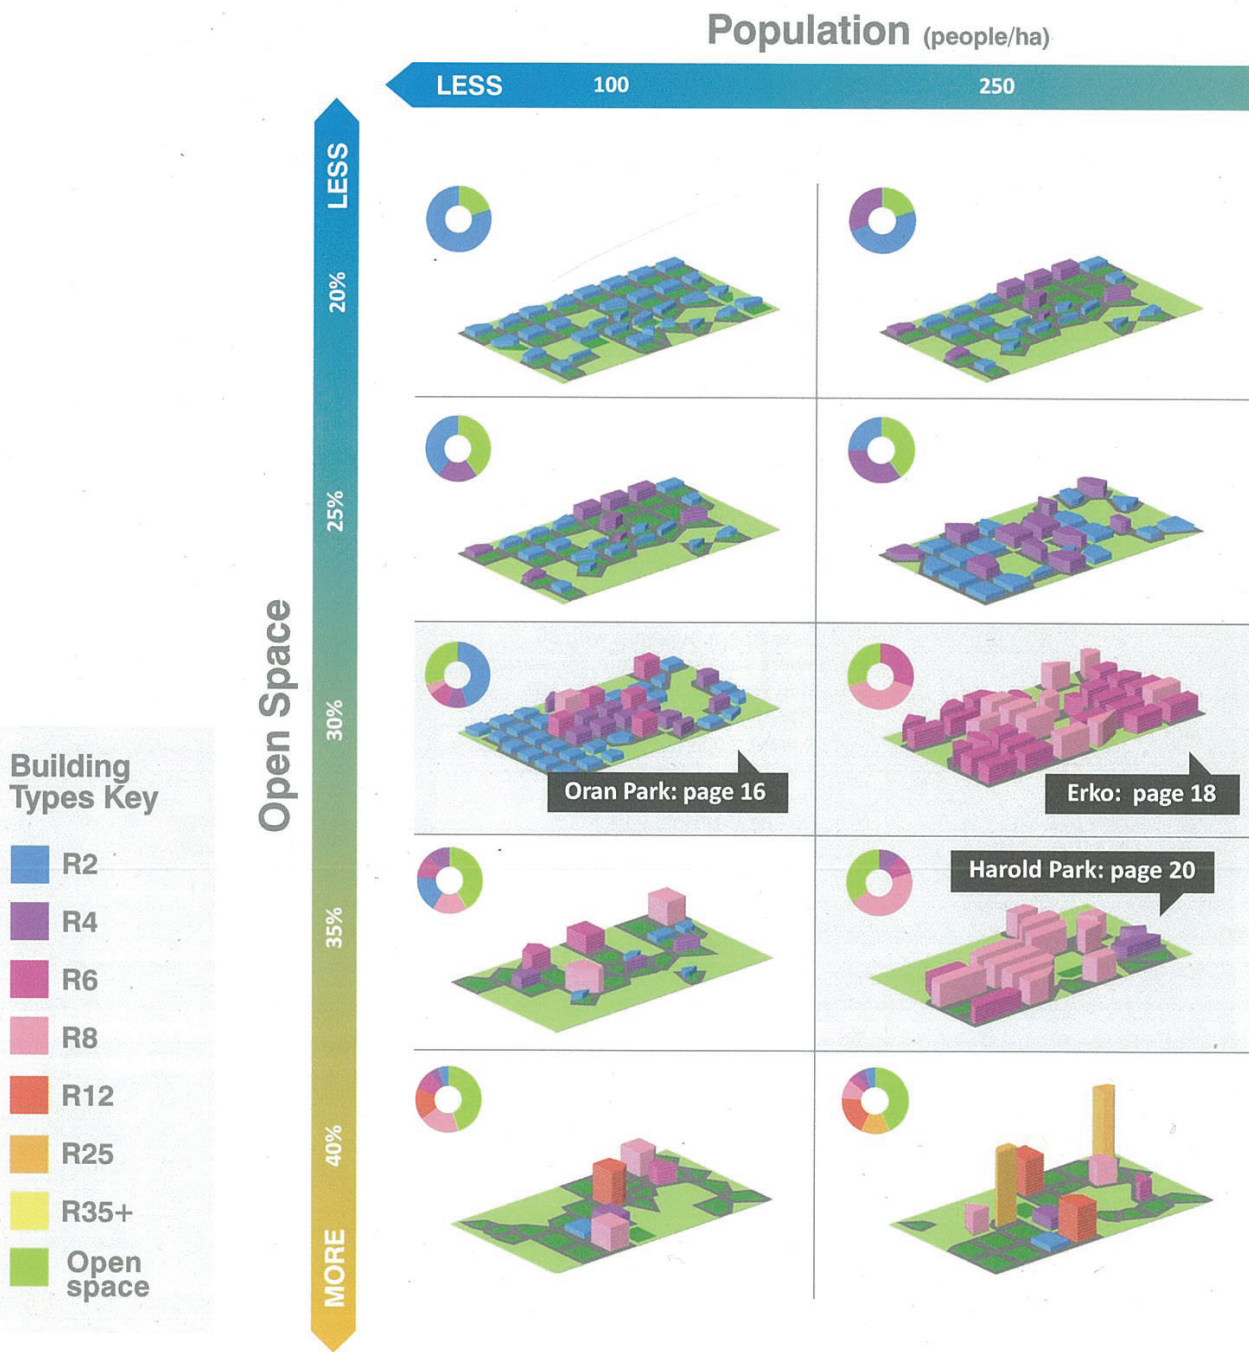 Population (people/ha)
LESS 100 250
LESS
20%
25%
30%
35%
40%
MORE
Open Space
Oran Park: page 16
Erko: page 18
Harold Park: page 20
Building
Types Key
R2
R4
R6
R8
R12
R25
R35+
Open
space